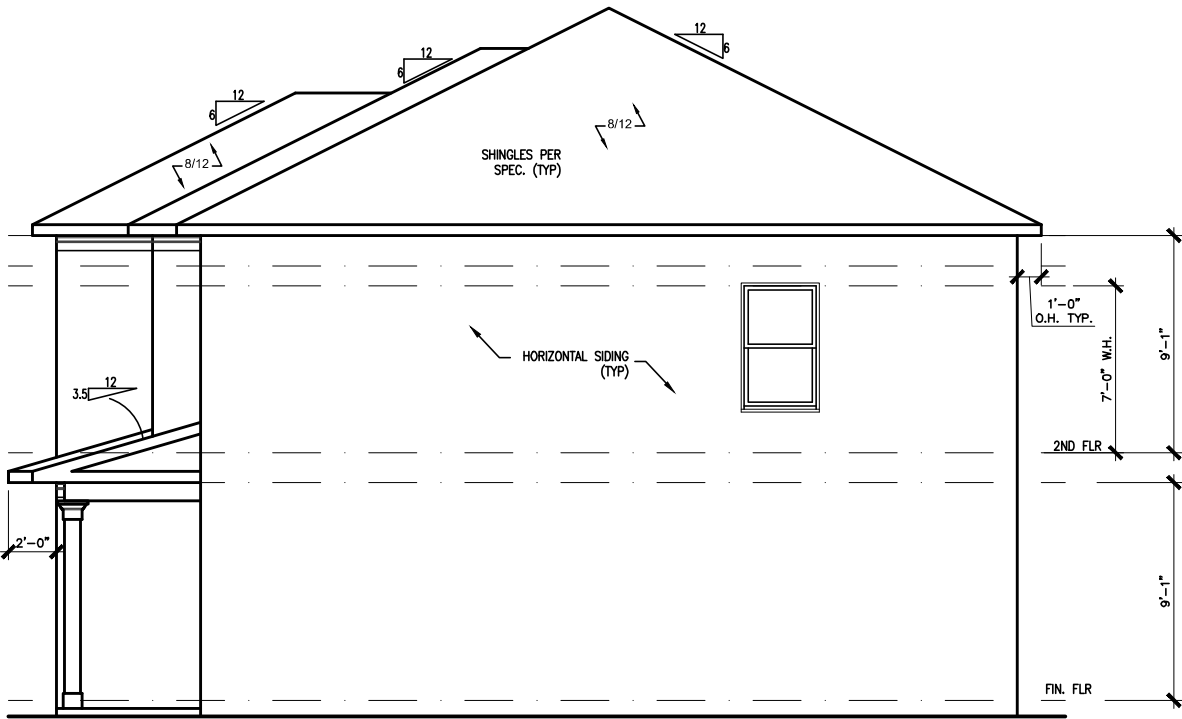 12
6
12
6
12
6
8/12
8/12
SHINGLES PER
SPEC. (TYP)
1'-0"
O.H. TYP.
HORIZONTAL SIDING
(TYP)
7'-0" W.H.
9'-1"
12
3.5
2ND FLR
2'-0"
9'-1"
FIN. FLR